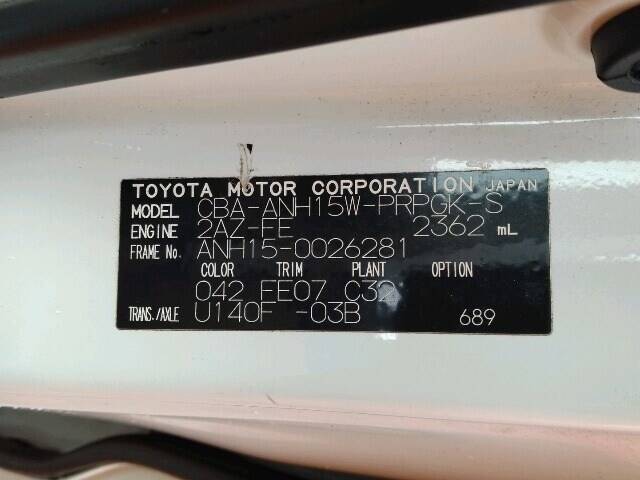 TOYOTA MOTOR CORPORATION JAPAN
MODEL CBA-ANH15W-PRPGK-S
ENGINE 2AZ-FE 2362 mL
FRAME No. ANH15-0026281
COLOR TRIM PLANT OPTION
042 FE07 C32
TRANS./AXLE U140F -03B 689